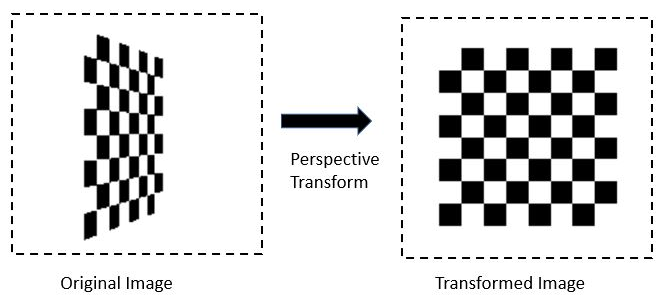 Perspective
Transform
Original Image
Transformed Image